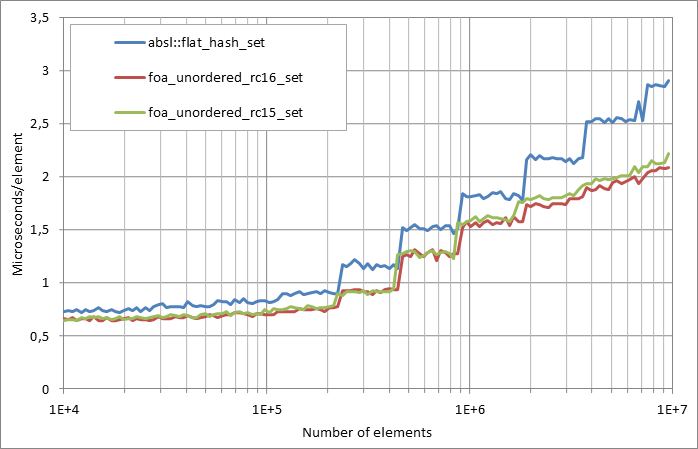 3,5
absl::flat_hash_set
3
foa_unordered_rc16_set
foa_unordered_rc15_set
2,5
2
Microseconds/element
1,5
1
0,5
0
1E+4
1E+5
1E+6
1E+7
Number of elements